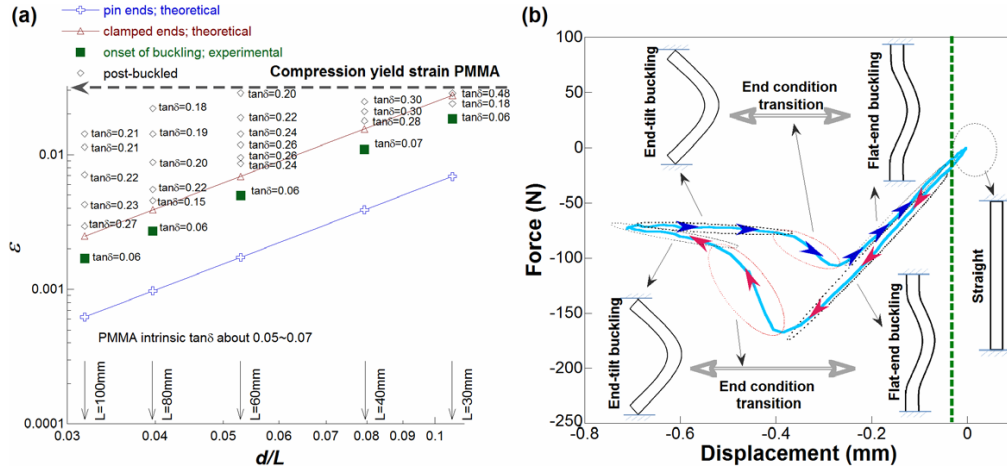 (a)
pin ends; theoretical
clamped ends; theoretical
onset of buckling; experimental
post-buckled
Compression yield strain PMMA
tanδ=0.20
tanδ=0.48
tanδ=0.18
tanδ=0.30
tanδ=0.18
tanδ=0.22
tanδ=0.30
tanδ=0.06
tanδ=0.21
tanδ=0.19
tanδ=0.24
tanδ=0.28
tanδ=0.21
tanδ=0.26
tanδ=0.07
tanδ=0.20
tanδ=0.26
tanδ=0.24
tanδ=0.22
tanδ=0.22
tanδ=0.06
tanδ=0.23
tanδ=0.15
tanδ=0.27
tanδ=0.06
tanδ=0.06
0.01
0.001
0.0001
ε
PMMA intrinsic tanδ about 0.05~0.07
L=100mm
L=80mm
L=60mm
L=40mm
L=30mm
0.03
0.04
0.05
0.06
0.07
0.08
0.09
0.1
d/L
(b)
100
50
0
-50
-100
-150
-200
-250
Force (N)
End-tilt buckling
End condition
transition
Flat-end buckling
Straight
End-tilt buckling
End condition
transition
Flat-end buckling
-0.8
-0.6
-0.4
-0.2
0
Displacement (mm)